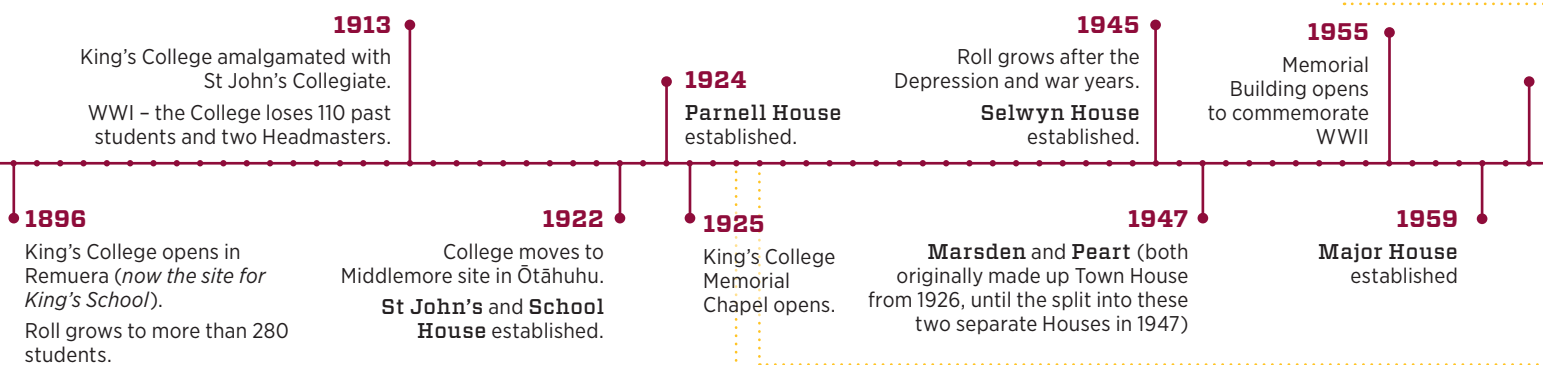 1913
King's College amalgamated with
St John's Collegiate.
WWI – the College loses 110 past
students and two Headmasters.
1924
Parnell House
established.
1945
Roll grows after the
Depression and war years.
Selwyn House
established.
1955
Memorial
Building opens
to commemorate
WWII
1896
King's College opens in
Remuera (now the site for
King's School).
Roll grows to more than 280
students.
1922
College moves to
Middlemore site in Ōtāhuhu.
St John's and School
House established.
1925
King's College
Memorial
Chapel opens.
1947
Marsden and Peart (both
originally made up Town House
from 1926, until the split into these
two separate Houses in 1947)
1959
Major House
established